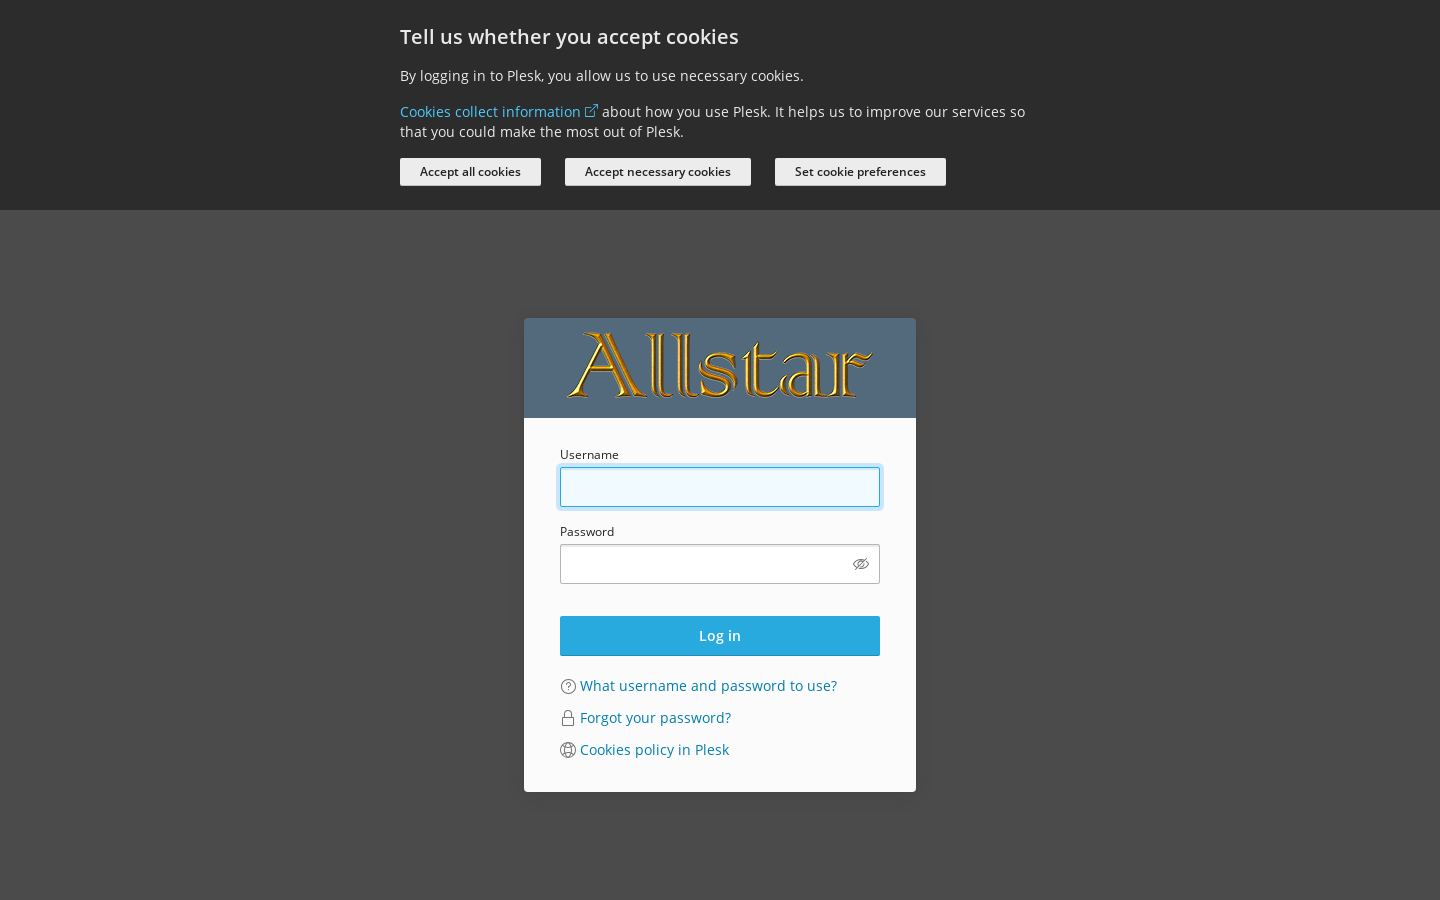 Tell us whether you accept cookies
By logging in to Plesk, you allow us to use necessary cookies.
Cookies collect information about how you use Plesk. It helps us to improve our services so
that you could make the most out of Plesk.
Accept all cookies Accept necessary cookies Set cookie preferences
Allstar
Username
Password
Log in
What username and password to use?
Forgot your password?
Cookies policy in Plesk